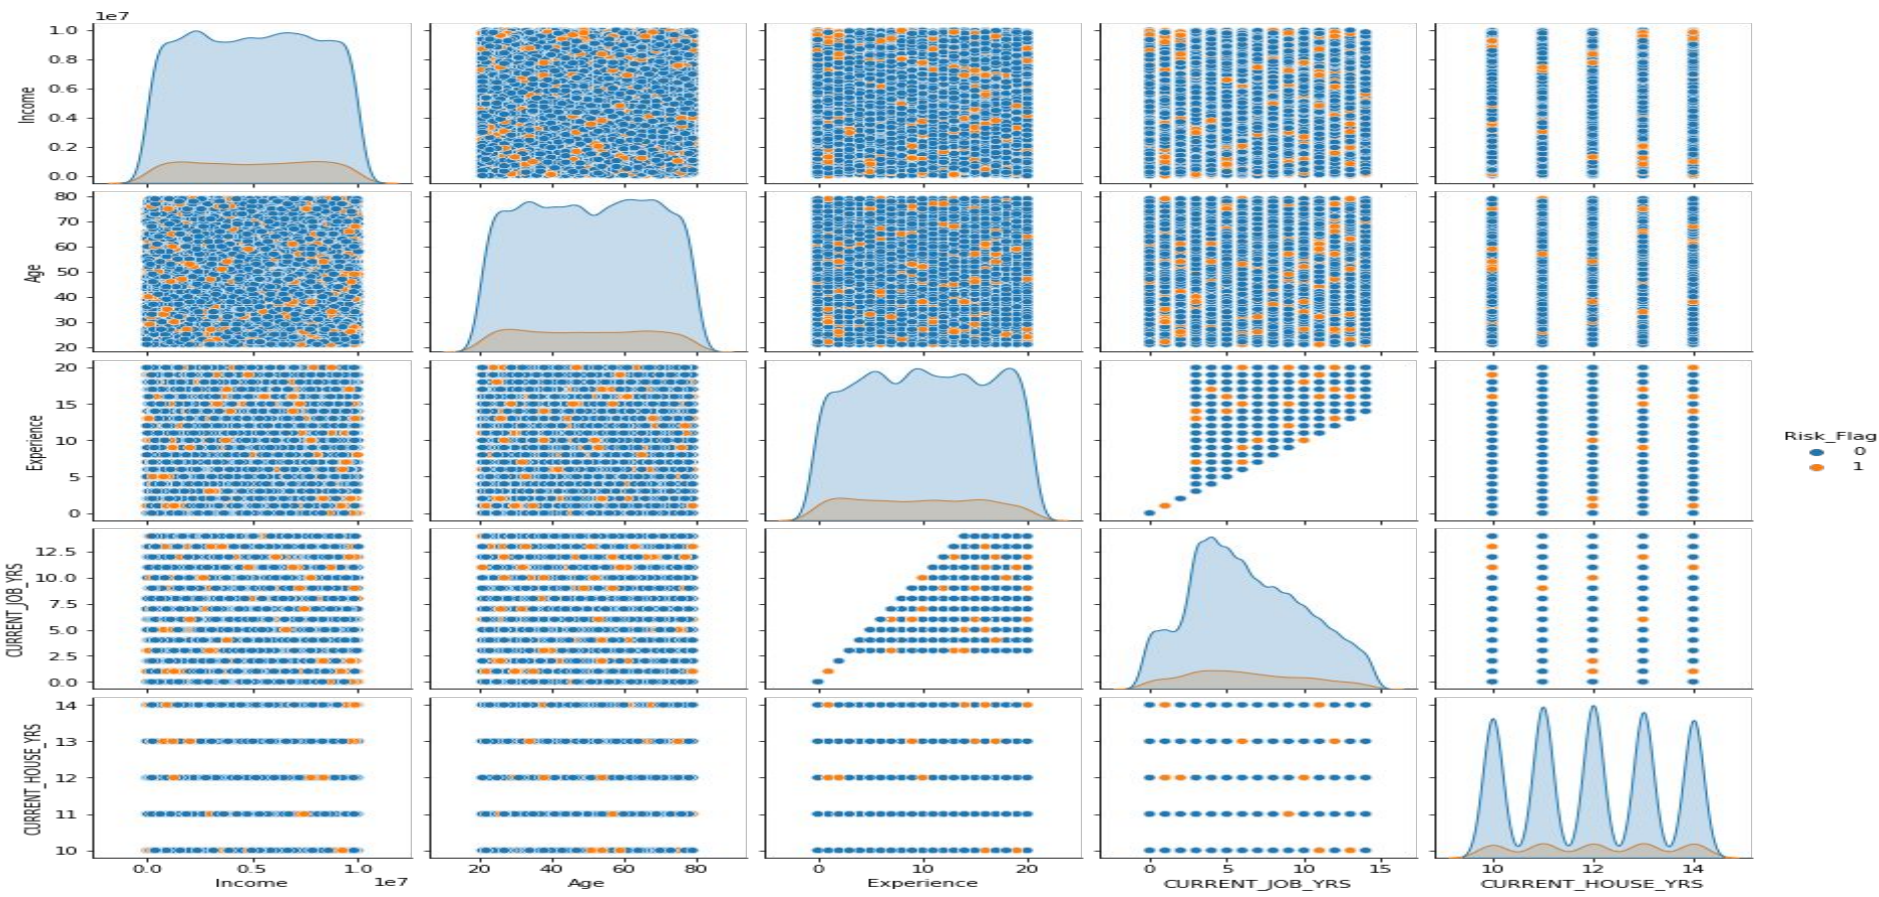 1e7
1.0
0.8
0.6
0.4
0.2
0.0
Income
80
70
60
50
40
30
20
Age
20
15
10
5
0
Experience
Risk_Flag
0
1
12.5
10.0
7.5
5.0
2.5
0.0
CURRENT_JOB_YRS
14
13
12
11
10
CURRENT_HOUSE_YRS
0.0 0.5 1.0
1e7
Income
20 40 60 80
Age
0 10 20
Experience
0 5 10 15
CURRENT_JOB_YRS
10 12 14
CURRENT_HOUSE_YRS